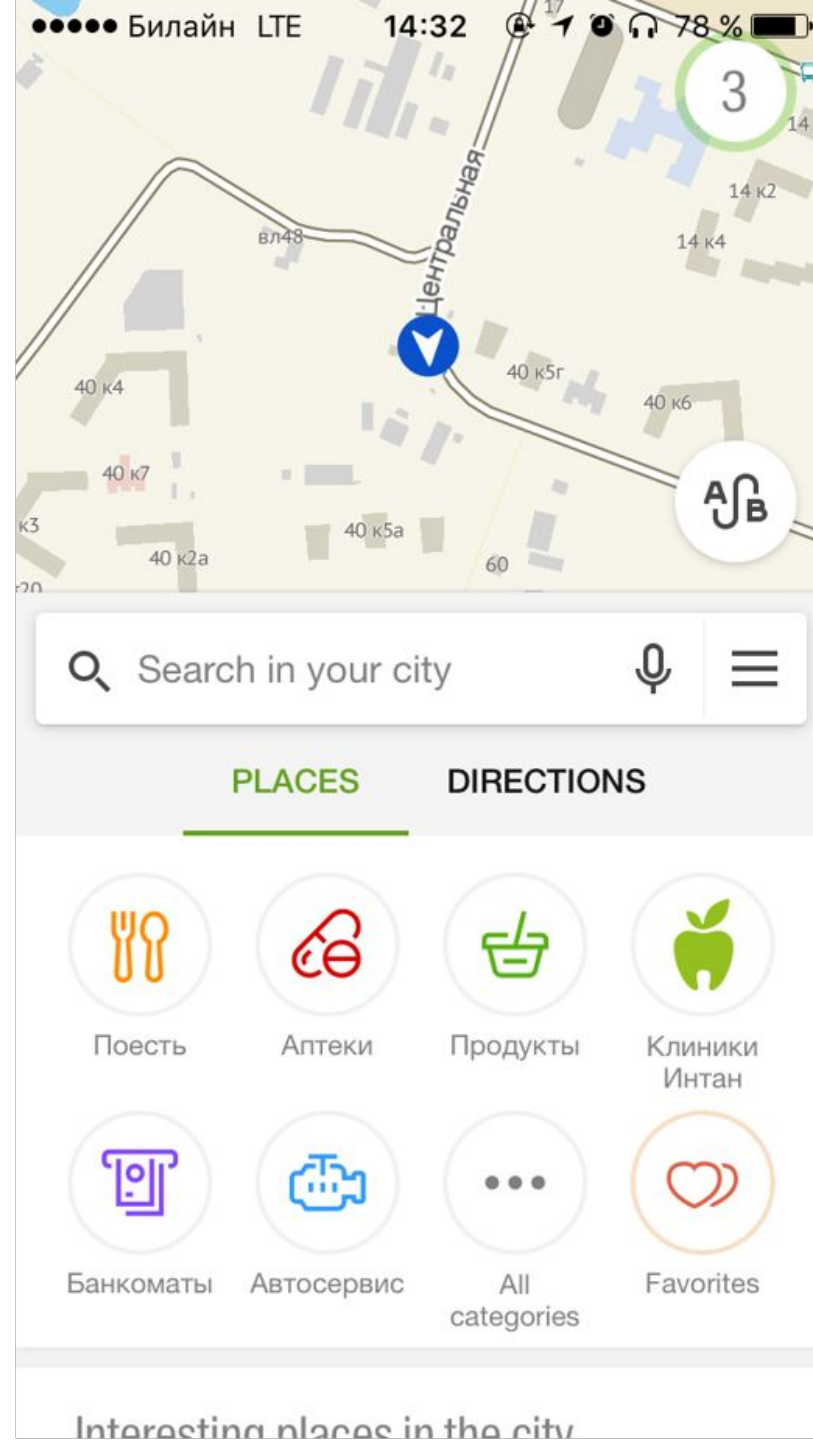 Билайн LTE 14:32 78 %
17
3
14
Центральная
14 к2
вл48
14 к4
40 к5г
40 к4
40 к6
40 к7
A B
к3
40 к5а
40 к2а
60
Search in your city
PLACES DIRECTIONS
Поесть Аптеки Продукты Клиники
Интан
Банкоматы Автосервис All Favorites
categories
Interesting places in the city